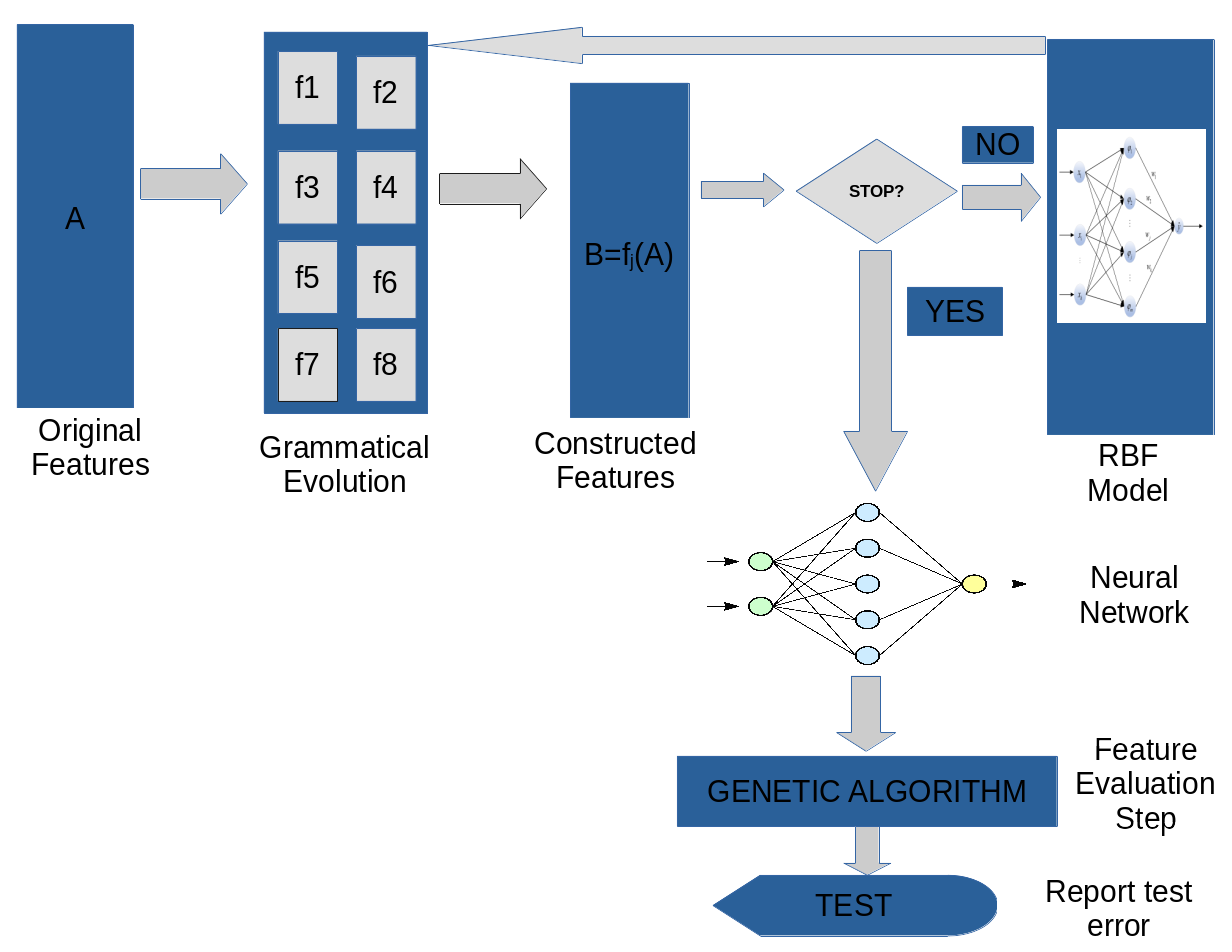 A
Original
Features
f1
f2
f3
f4
f5
f6
f7
f8
Grammatical
Evolution
B=fj(A)
Constructed
Features
STOP?
NO
YES
RBF
Model
Neural
Network
GENETIC ALGORITHM
Feature
Evaluation
Step
TEST
Report test
error